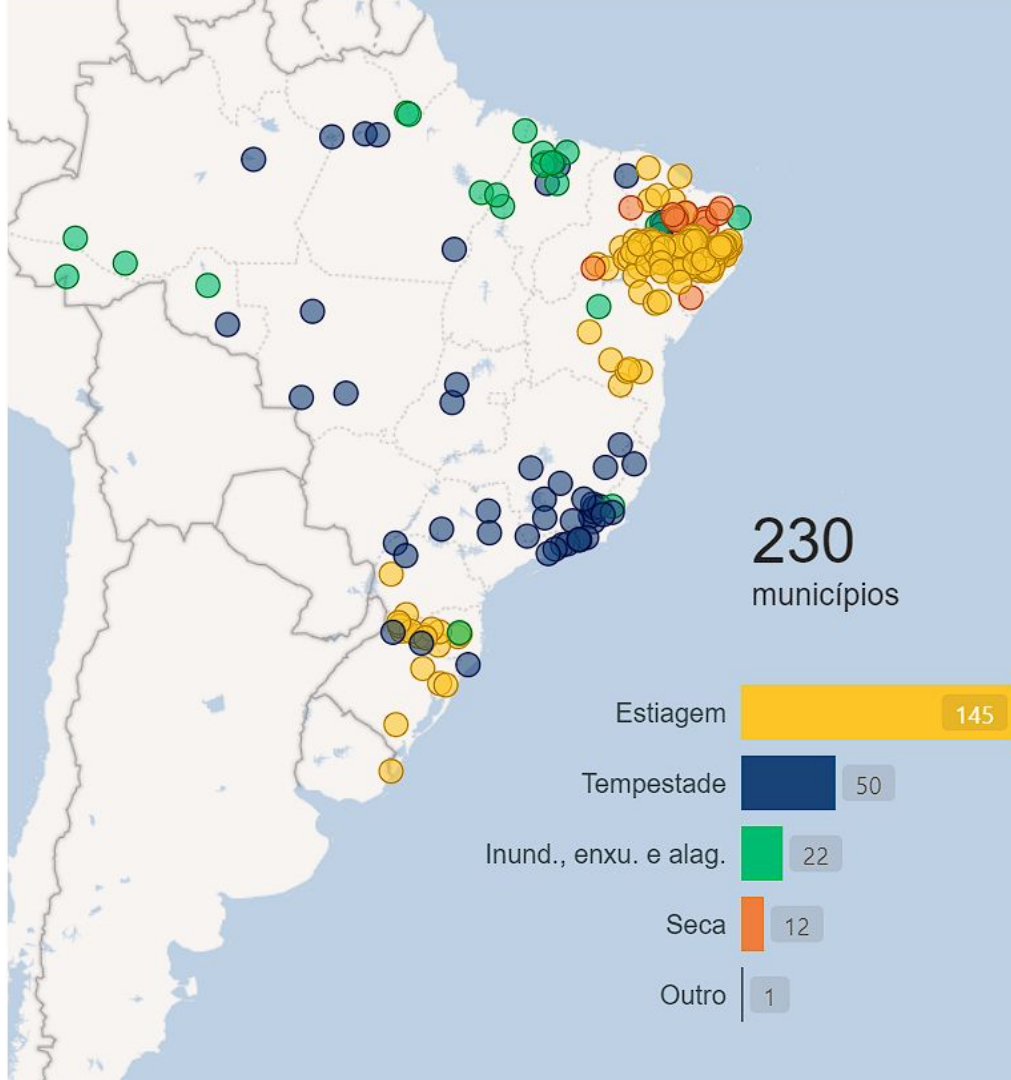 230
municípios
Estiagem 145
Tempestade 50
Inund., enxu. e alag. 22
Seca 12
Outro 1